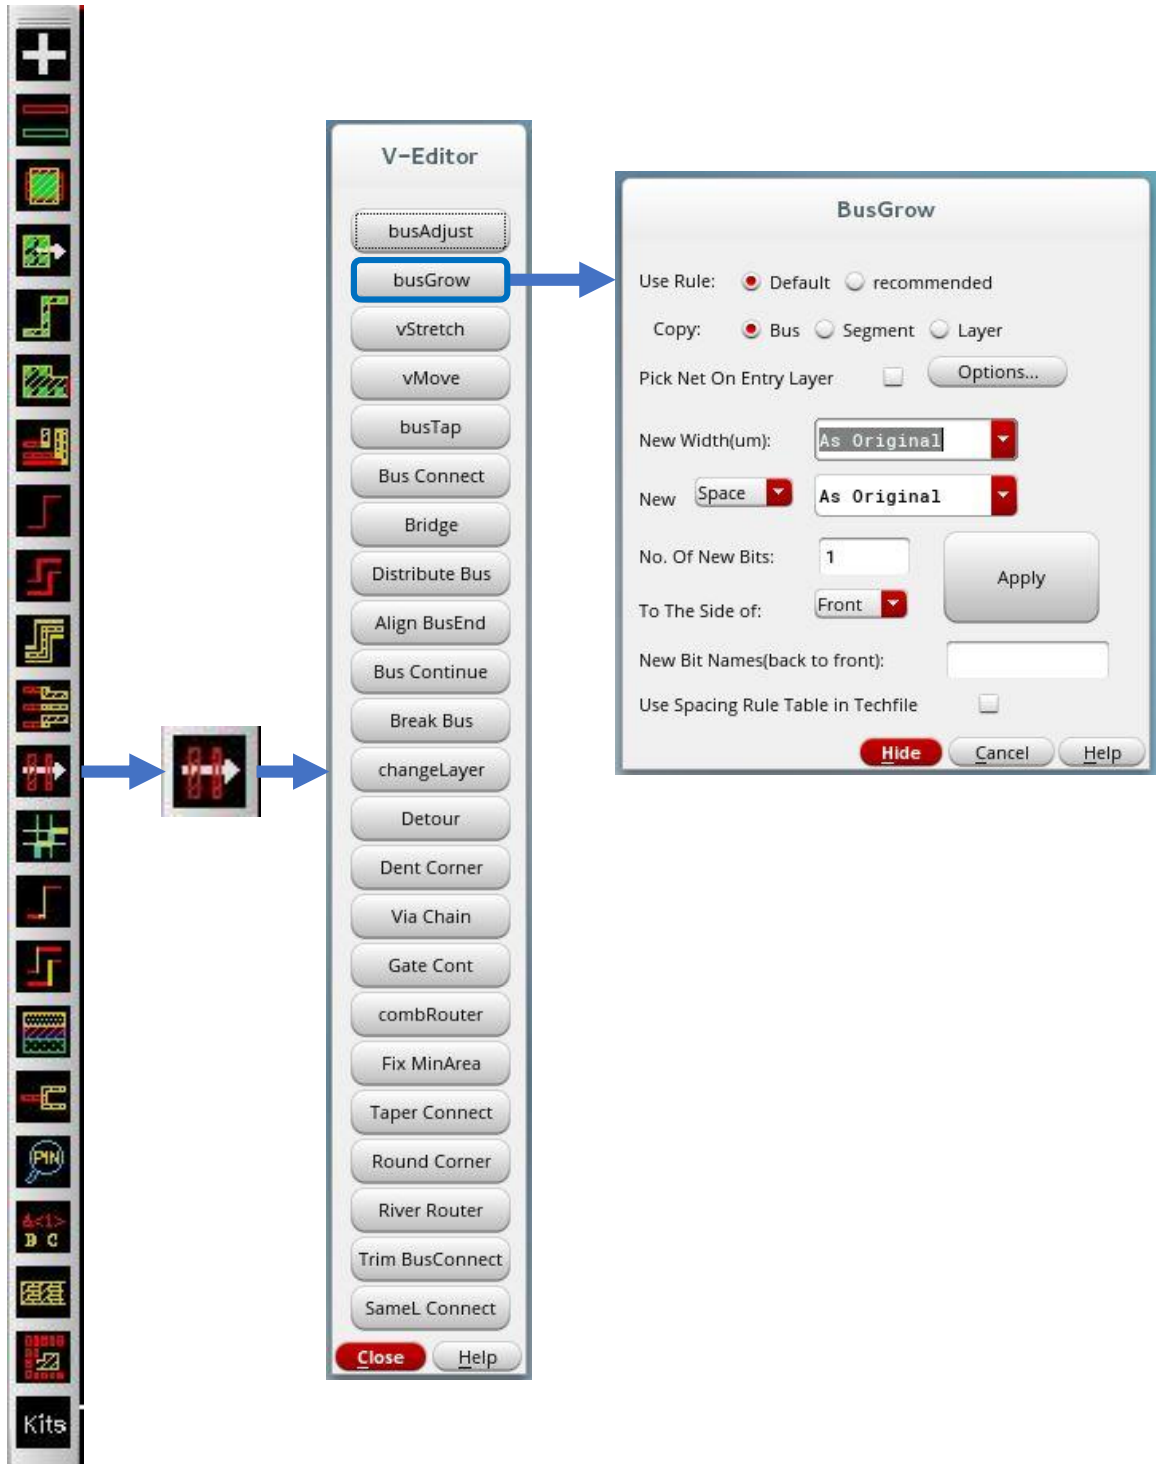 PIN
&<1>
B C
Kits
V-Editor
busAdjust
busGrow
vStretch
vMove
busTap
Bus Connect
Bridge
Distribute Bus
Align BusEnd
Bus Continue
Break Bus
changeLayer
Detour
Dent Corner
Via Chain
Gate Cont
combRouter
Fix MinArea
Taper Connect
Round Corner
River Router
Trim BusConnect
SameL Connect
Close Help
BusGrow
Use Rule: Default recommended
Copy: Bus Segment Layer
Pick Net On Entry Layer Options...
New Width(um): As Original
New Space As Original
No. Of New Bits: 1
Apply
To The Side of: Front
New Bit Names(back to front):
Use Spacing Rule Table in Techfile
Hide Cancel Help